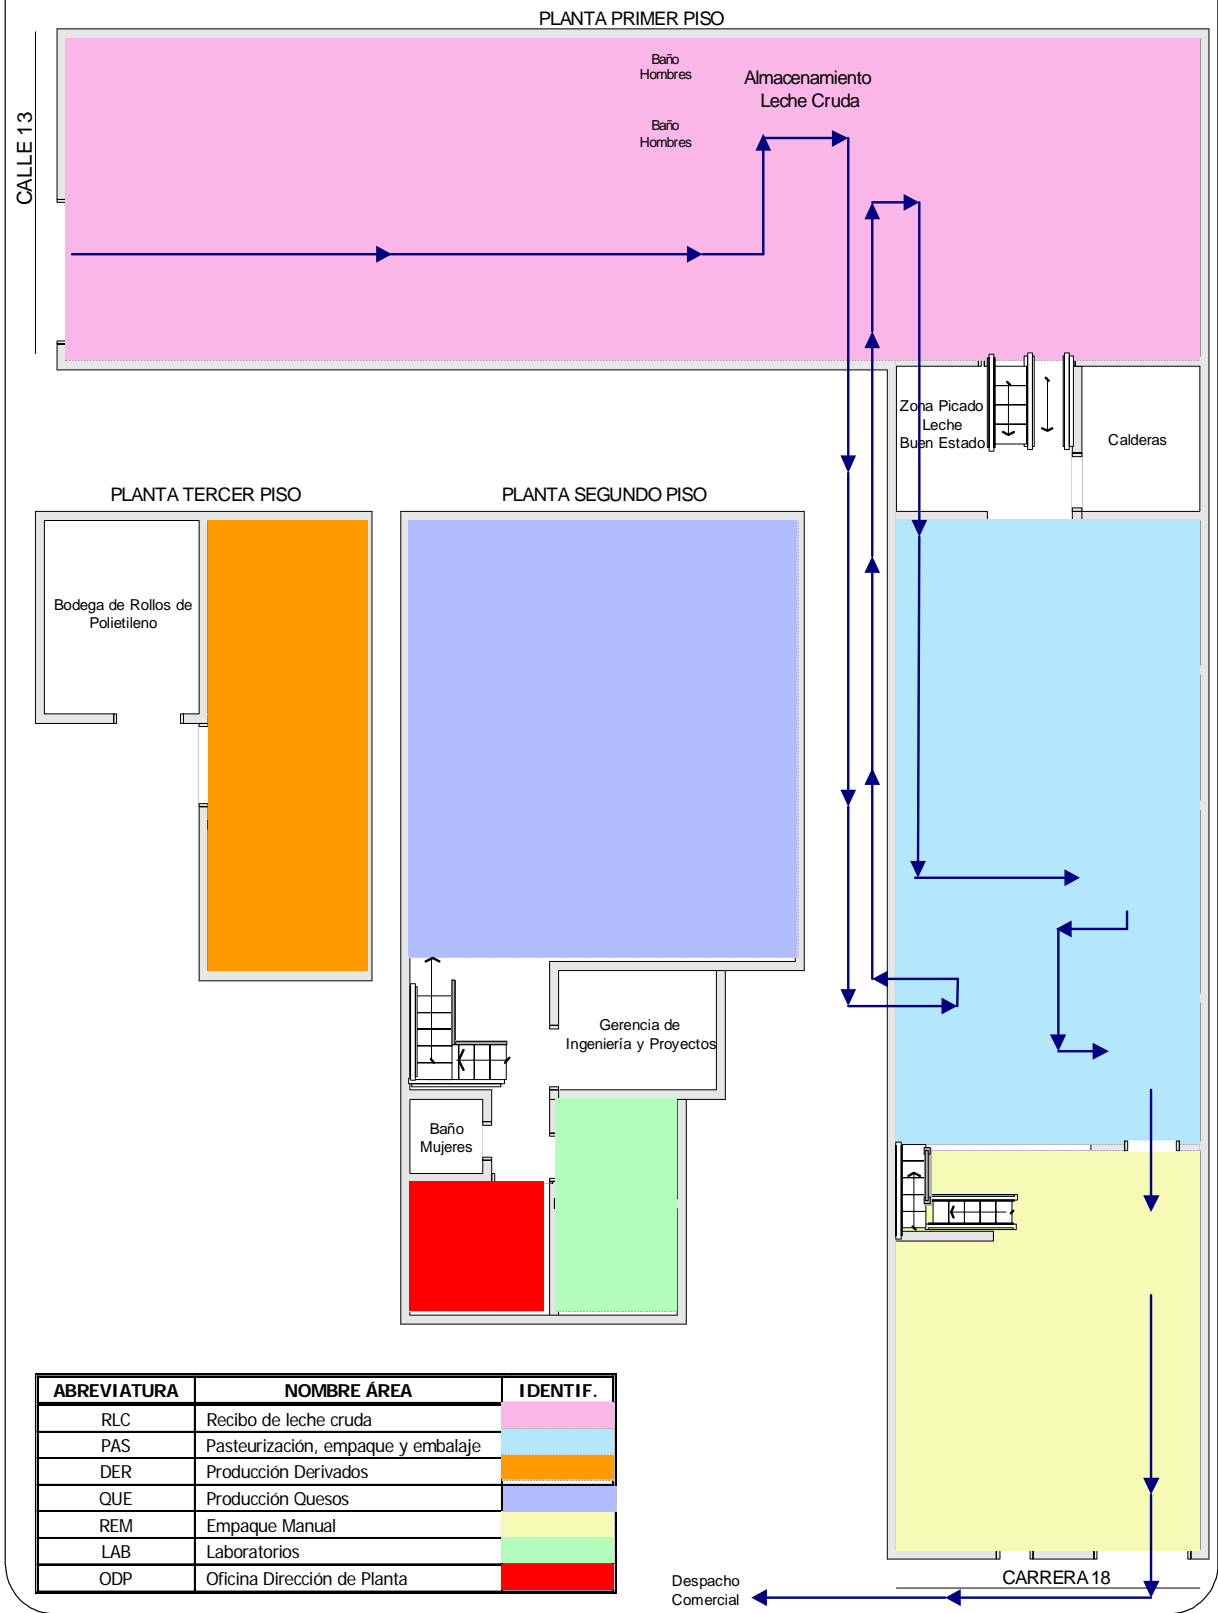 PLANTA PRIMER PISO
CALLE 13
Baño
Hombres
Almacenamiento
Leche Cruda
Baño
Hombres
Zona Picado
Leche
Buen Estado
Calderas
PLANTA TERCER PISO
PLANTA SEGUNDO PISO
Bodega de Rollos de
Polietileno
Gerencia de
Ingeniería y Proyectos
Baño
Mujeres
ABREVIATURA NOMBRE ÁREA IDENTIF.
RLC Recibo de leche cruda
PAS Pasteurización, empaque y embalaje
DER Producción Derivados
QUE Producción Quesos
REM Empaque Manual
LAB Laboratorios
ODP Oficina Dirección de Planta
CARRERA 18
Despacho
Comercial